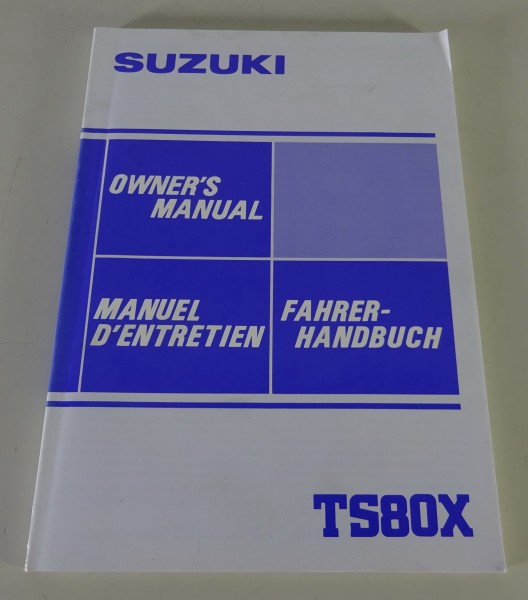 SUZUKI
OWNER'S
MANUAL
MANUEL
D'ENTRETIEN
FAHRER-
HANDBUCH
TS80X